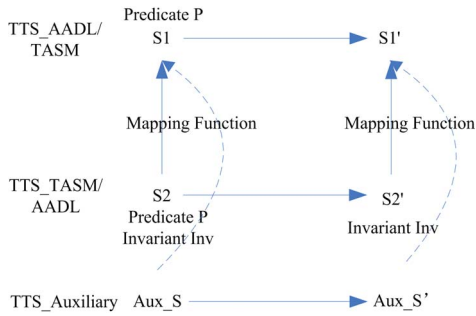 Predicate P
TTS_AADL/
TASM
S1
S1'
Mapping Function
Mapping Function
TTS_TASM/
AADL
S2
S2'
Predicate P
Invariant Inv
Invariant Inv
TTS_Auxiliary
Aux_S
Aux_S’